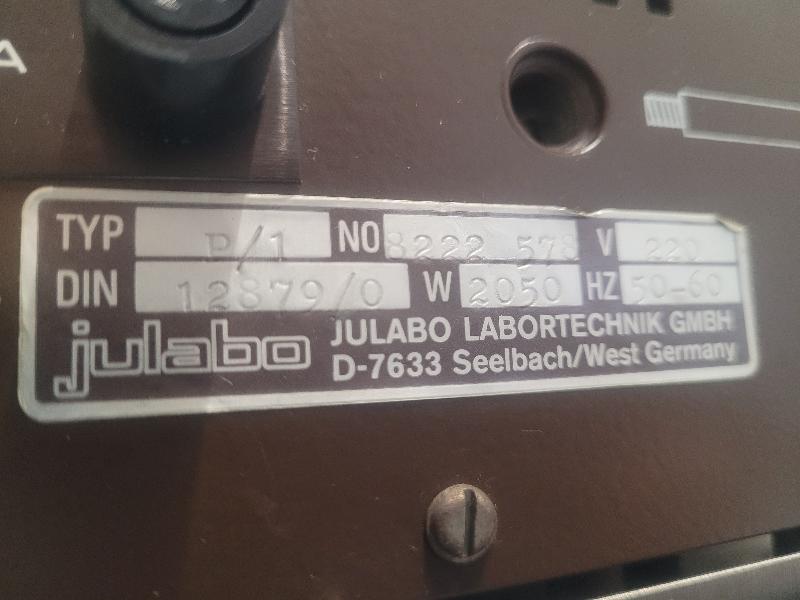 A
TYP P/1 NO 8222 578 V 220
DIN 12879/0 W 2050 HZ 50-60
julabo JULABO LABORTECHNIK GMBH
D-7633 Seelbach/West Germany